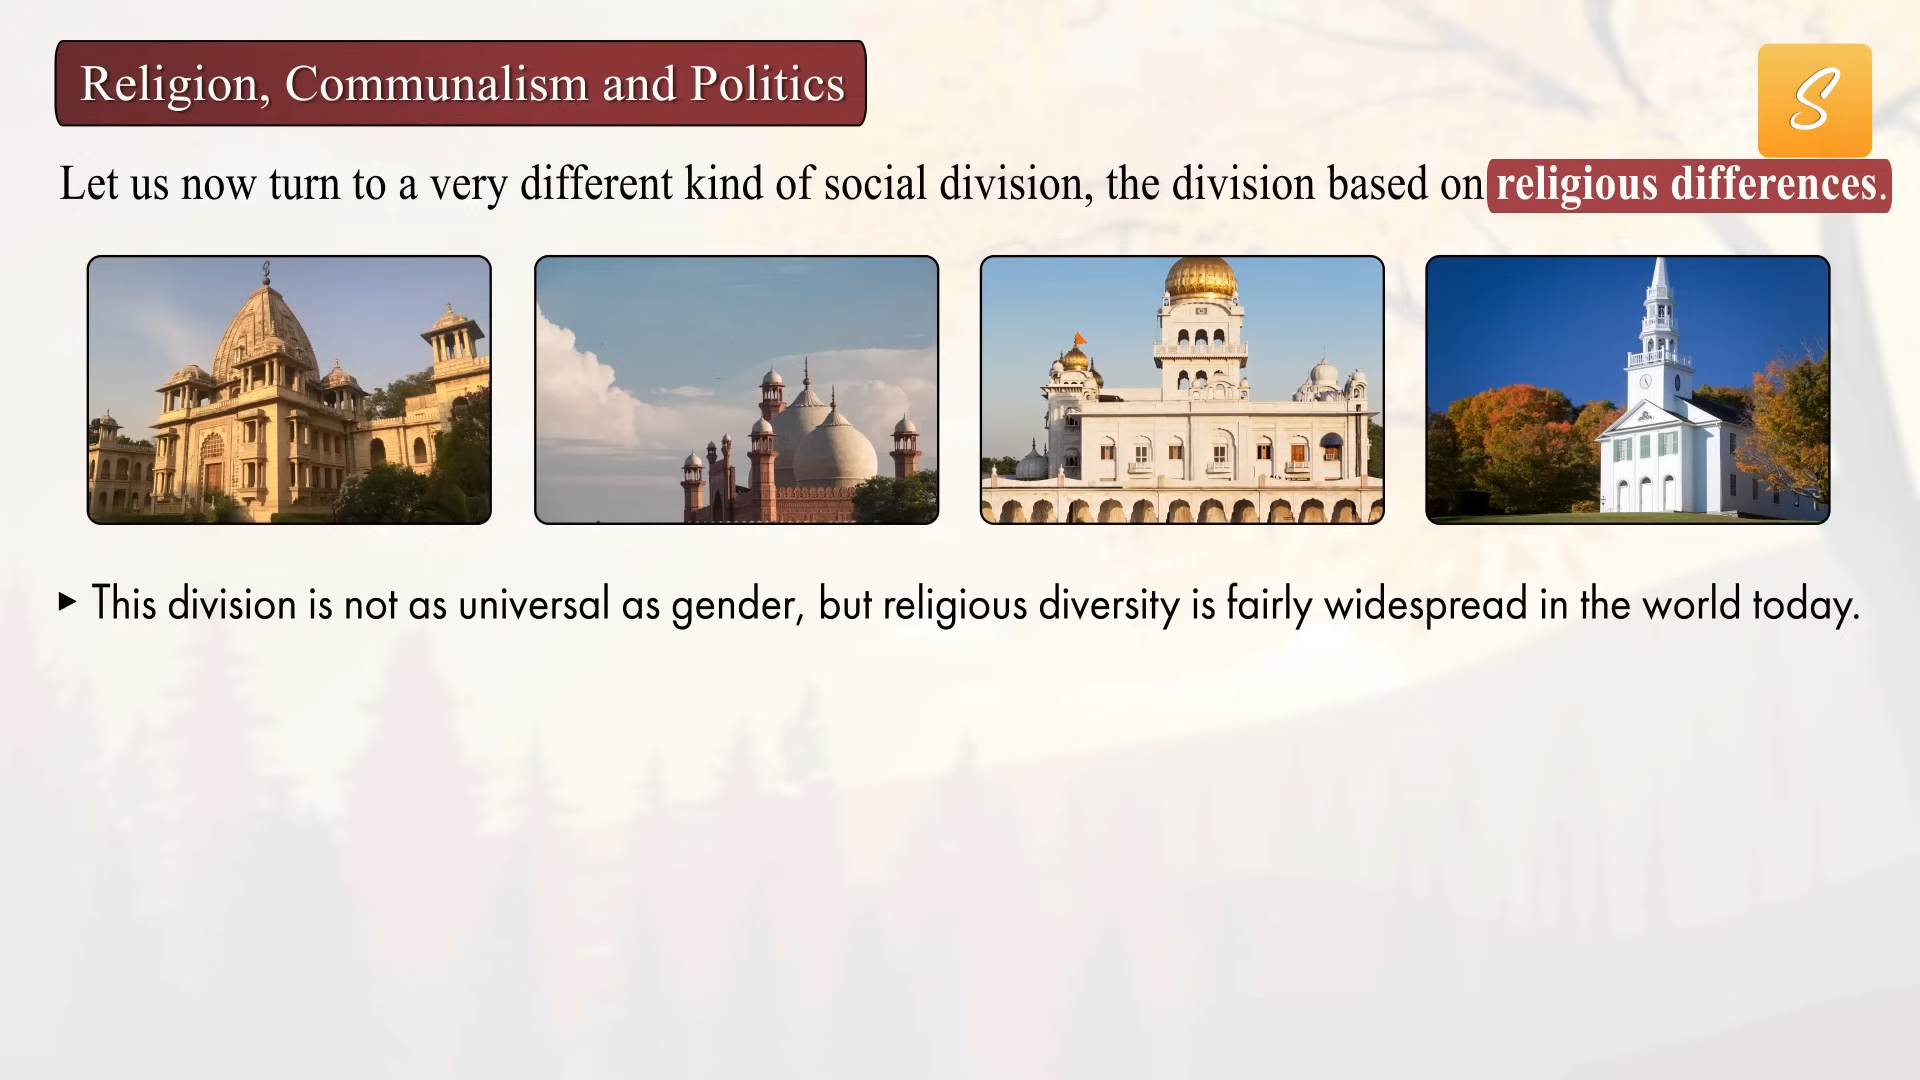 Religion, Communalism and Politics
S
Let us now turn to a very different kind of social division, the division based on religious differences.
This division is not as universal as gender, but religious diversity is fairly widespread in the world today.